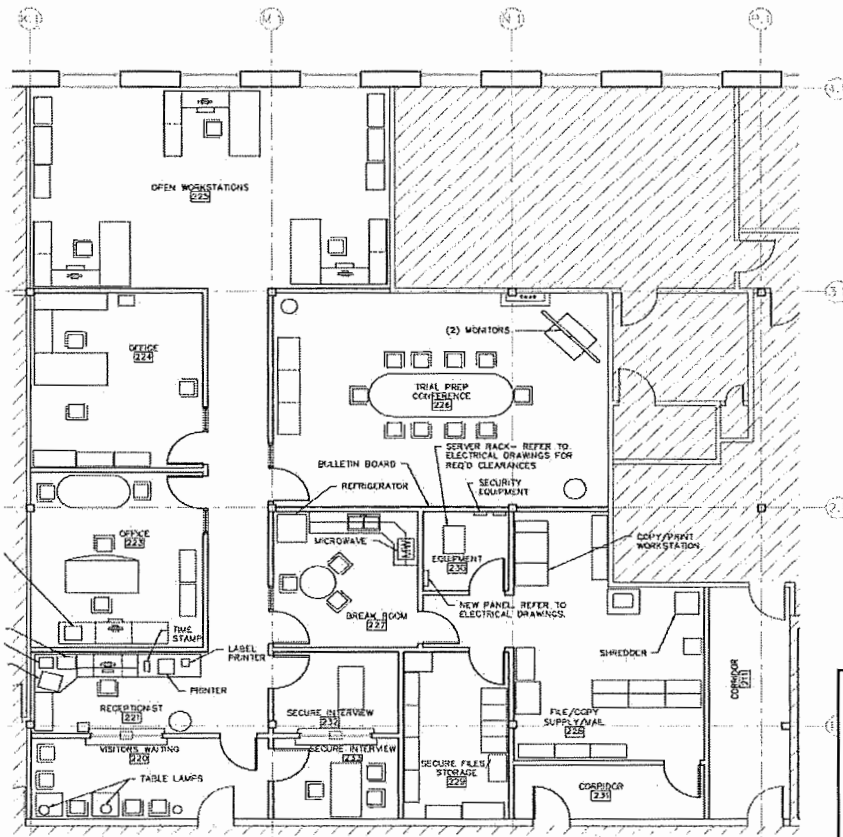 K.1
M.1
N.1
P.1
OPEN WORKSTATIONS
225
3.
(2) MONITORS
OFFICE
224
TRIAL PREP
CONFERENCE
226
SERVER RACK- REFER TO
ELECTRICAL DRAWINGS FOR
REQ'D CLEARANCES
BULLETIN BOARD
REFRIGERATOR
SECURITY
EQUIPMENT
2.
OFFICE
223
MICROWAVE
EQUIPMENT
230
COPY/PRINT
WORKSTATION
NEW PANEL. REFER TO
ELECTRICAL DRAWINGS.
BREAK ROOM
227
TIME
STAMP
LABEL
PRINTER
PRINTER
SHREDDER
CORRIDOR
211
RECEPTIONIST
221
SECURE INTERVIEW
232
FILE/COPY
SUPPLY/MAIL
228
VISITORS WAITING
220
SECURE INTERVIEW
233
TABLE LAMPS
SECURE FILES
STORAGE
229
CORRIDOR
231